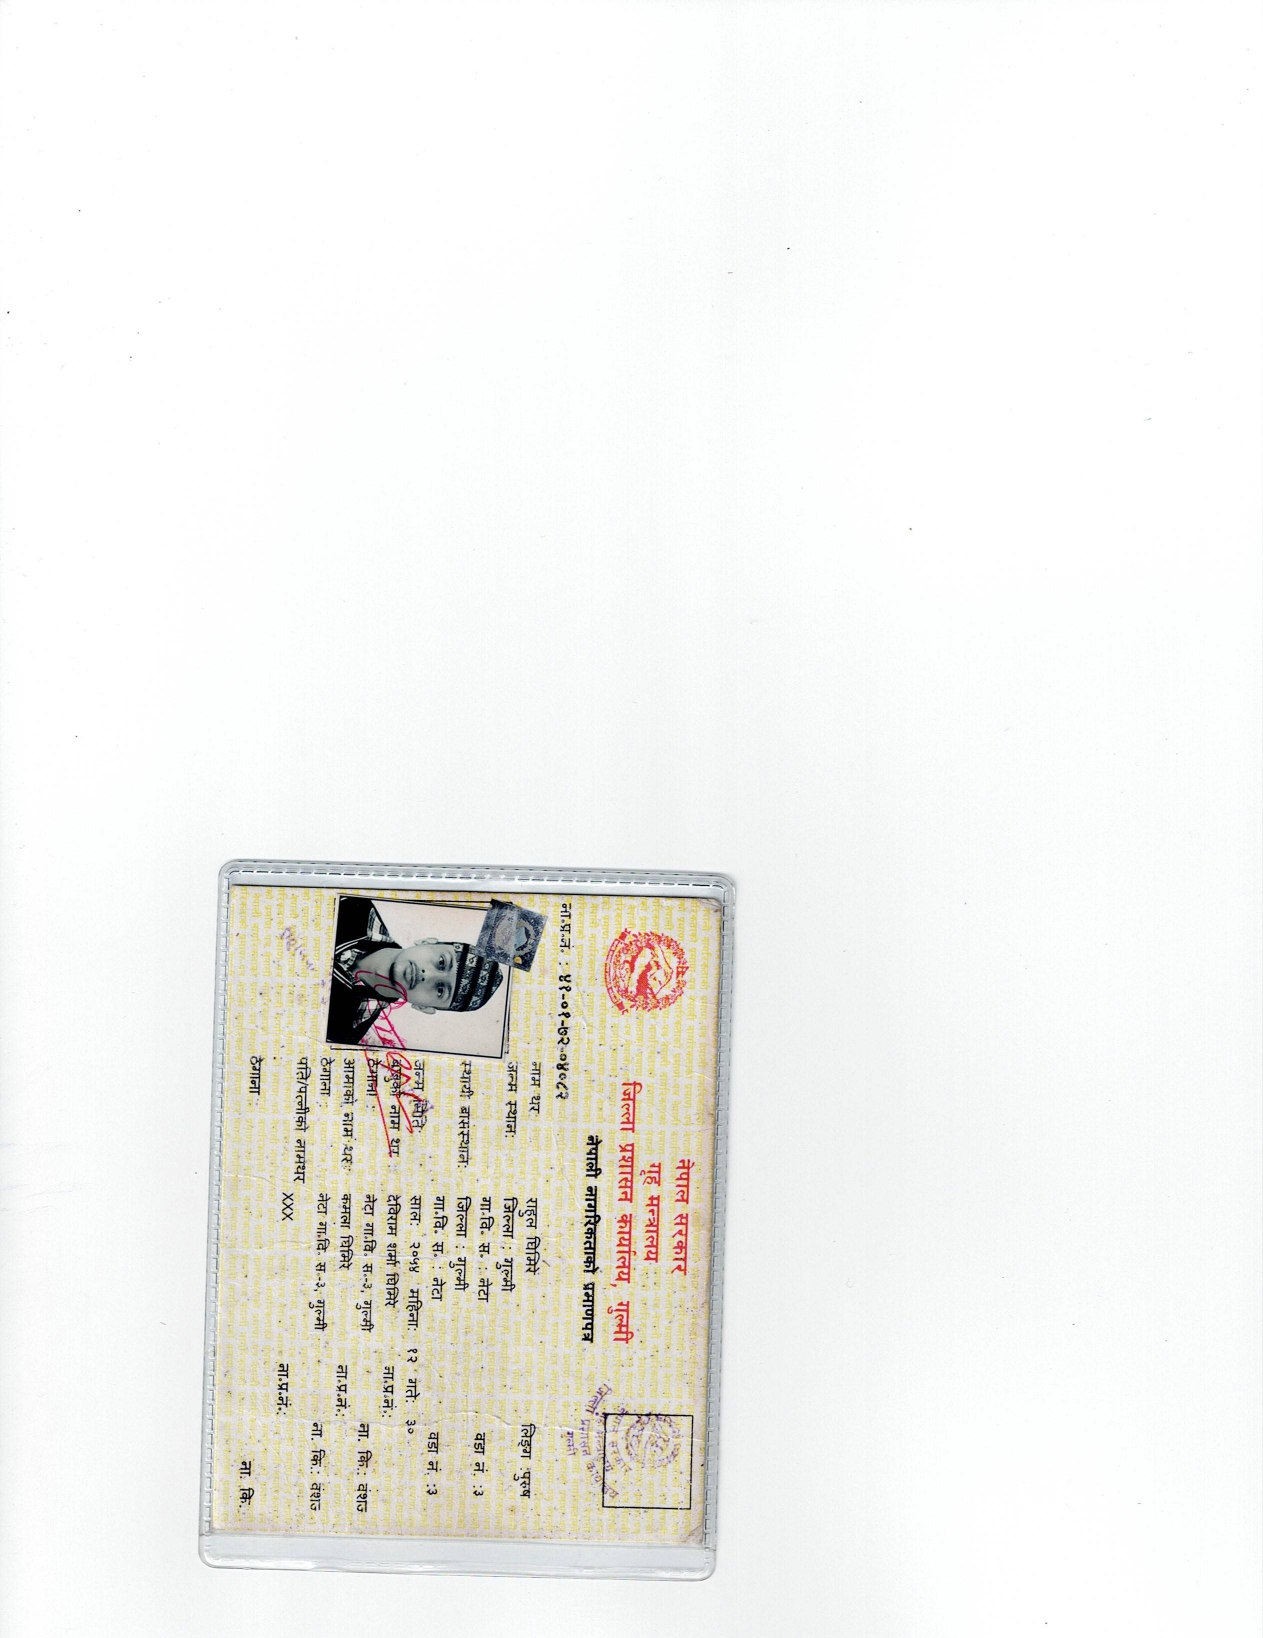 नेपाल सरकार
गृह मन्त्रालय
जिल्ला प्रशासन कार्यालय, गुल्मी
नेपाली नागरिकताको प्रमाणपत्र
ना.प्र.नं. : ४१-०१-७२-०४०८२
नाम थर: राहुल घिमिरे लिङ्ग :पुरुष
जन्म स्थान: जिल्ला : गुल्मी
गा.वि. स. : नेटा वडा नं. :३
स्थायी बासस्थान: जिल्ला : गुल्मी
गा.वि. स. : नेटा वडा नं. :३
जन्म मिति: साल: २०५४ महिना: १२ गते: ३०
बाबुको नाम थर : देविराम शर्मा घिमिरे ना.प्र.नं.:
ठेगाना : नेटा गा.वि. स.-३, गुल्मी ना. कि.: वंशज
आमाको नाम थर: कमला घिमिरे ना.प्र.नं.:
ठेगाना : नेटा गा.वि. स.-३, गुल्मी ना. कि.: वंशज
पति/पत्नीको नामथर : XXX ना.प्र.नं.:
ठेगाना : ना. कि.: